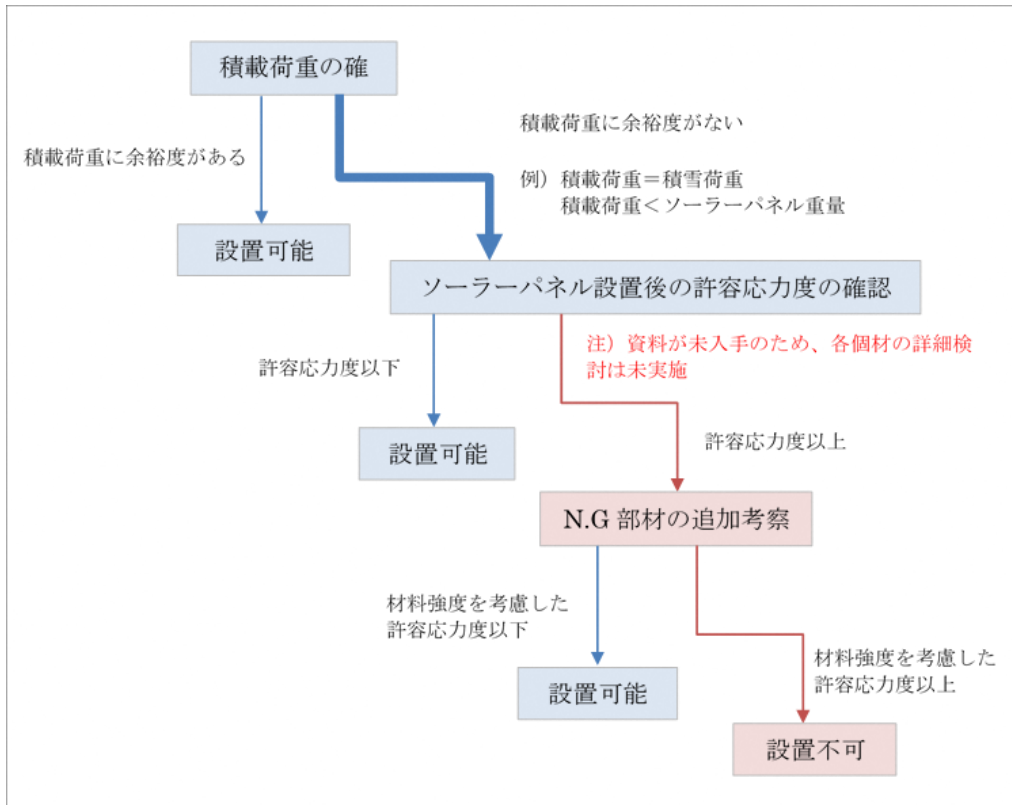 積載荷重の確
積載荷重に余裕度がない
積載荷重に余裕度がある
例）積載荷重＝積雪荷重
積載荷重＜ソーラーパネル重量
設置可能
ソーラーパネル設置後の許容応力度の確認
注）資料が未入手のため、各個材の詳細検
討は未実施
許容応力度以下
設置可能
許容応力度以上
N.G 部材の追加考察
材料強度を考慮した
許容応力度以下
材料強度を考慮した
許容応力度以上
設置可能
設置不可